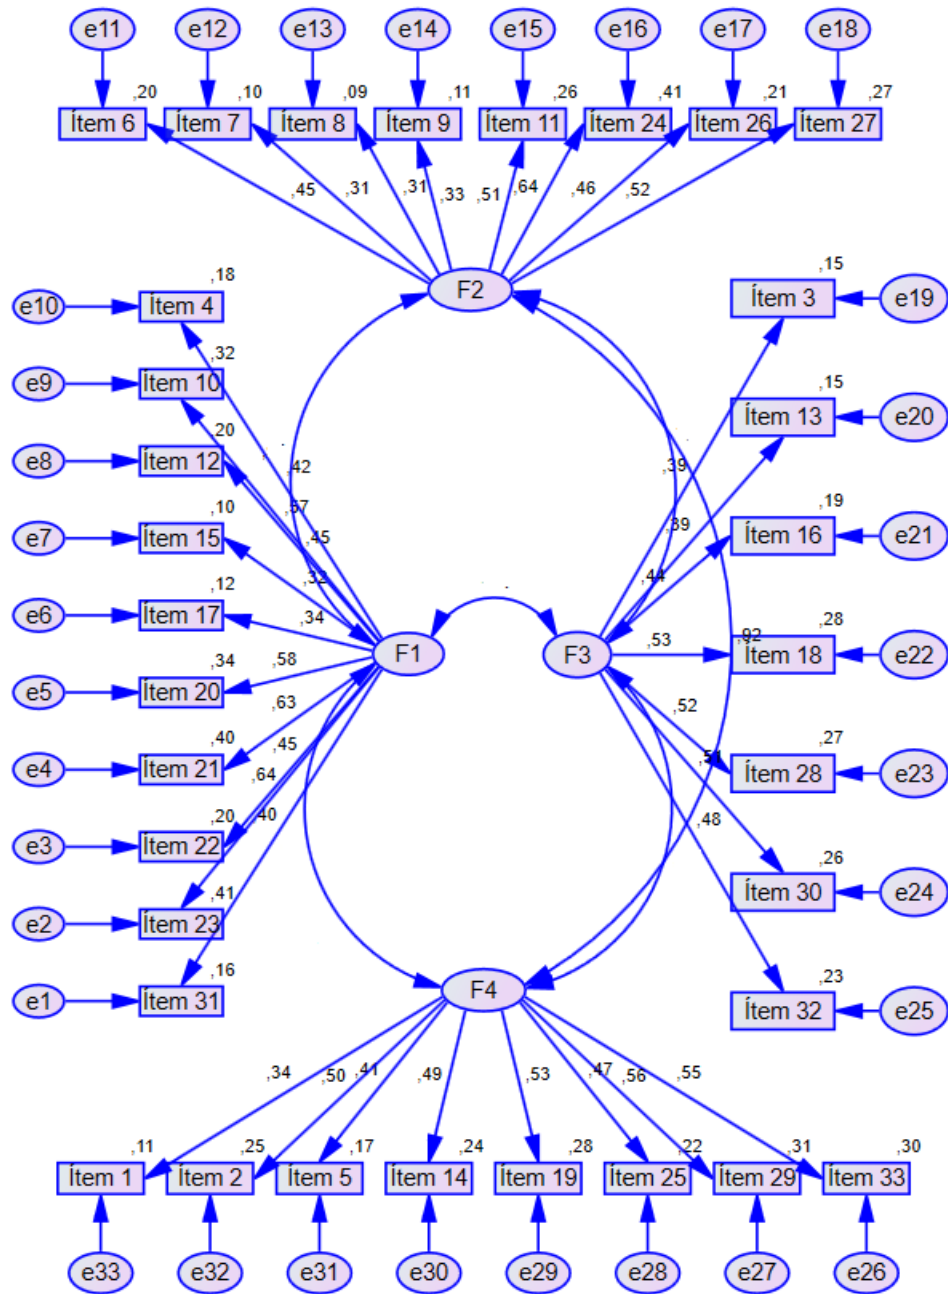 e11 e12 e13 e14 e15 e16 e17 e18
,20 ,10 ,09 ,11 ,26 ,41 ,21 ,27
Ítem 6 Ítem 7 Ítem 8 Ítem 9 Ítem 11 Ítem 24 Ítem 26 Ítem 27
,45 ,31 ,31 ,33 ,51 ,64 ,46 ,52
F2
,18 ,15
e10 Ítem 4 Ítem 3 e19
,32
e9 Ítem 10
,15
Ítem 13 e20
,20
e8 Ítem 12 ,42 ,39
,10 ,57 ,19
e7 Ítem 15 ,45 ,39 Ítem 16 e21
,32 ,44
,12
e6 Ítem 17 ,34
,28
F1 F3 ,53 ,92 Ítem 18 e22
,34 ,58
e5 Ítem 20
,63 ,52
,40 ,45 ,27
e4 Ítem 21 ,51 Ítem 28 e23
,64
,20 ,40 ,48
e3 Ítem 22
,26
Ítem 30 e24
,41
e2 Ítem 23
,16 ,23
e1 Ítem 31 F4 Ítem 32 e25
,34 ,50 ,41 ,49 ,53 ,47 ,56 ,55
,11 ,25 ,17 ,24 ,28 ,22 ,31 ,30
Ítem 1 Ítem 2 Ítem 5 Ítem 14 Ítem 19 Ítem 25 Ítem 29 Ítem 33
e33 e32 e31 e30 e29 e28 e27 e26